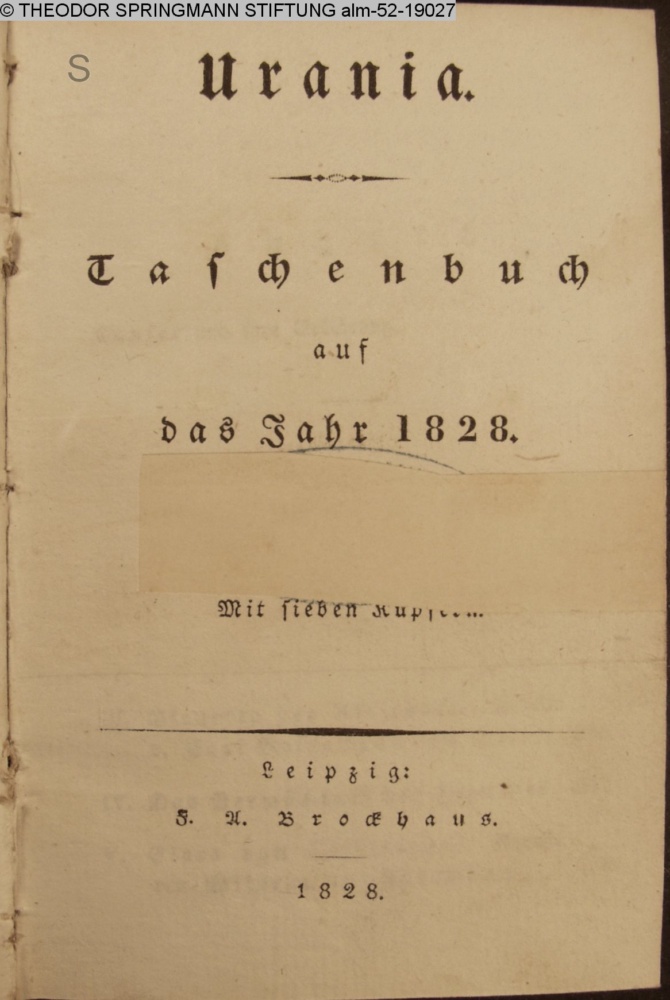 © THEODOR SPRINGMANN STIFTUNG alm-52-19027
S
Urania.
Taschenbuch
auf
das Jahr 1828.
Mit sieben
Leipzig:
F. A. Brockhaus.
1828.